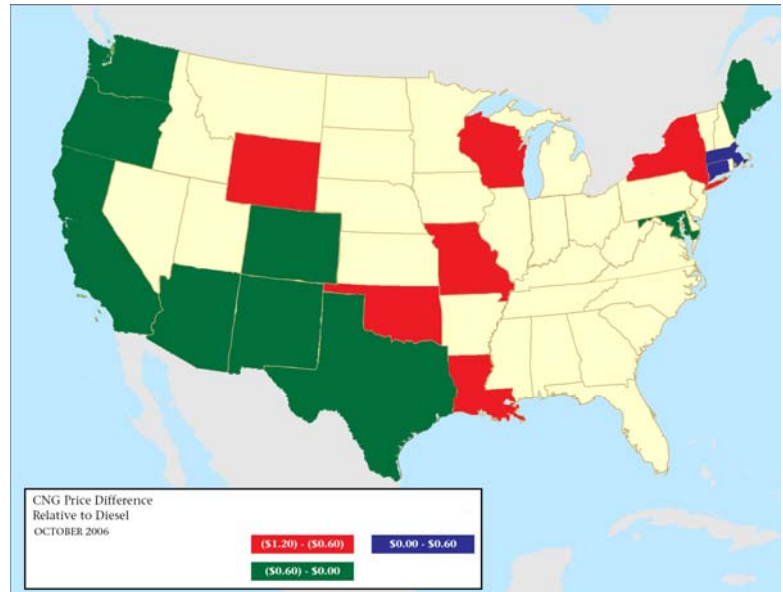 CNG Price Difference
Relative to Diesel
OCTOBER 2006
($1.20) - ($0.60) $0.00 - $0.60
($0.60) - $0.00